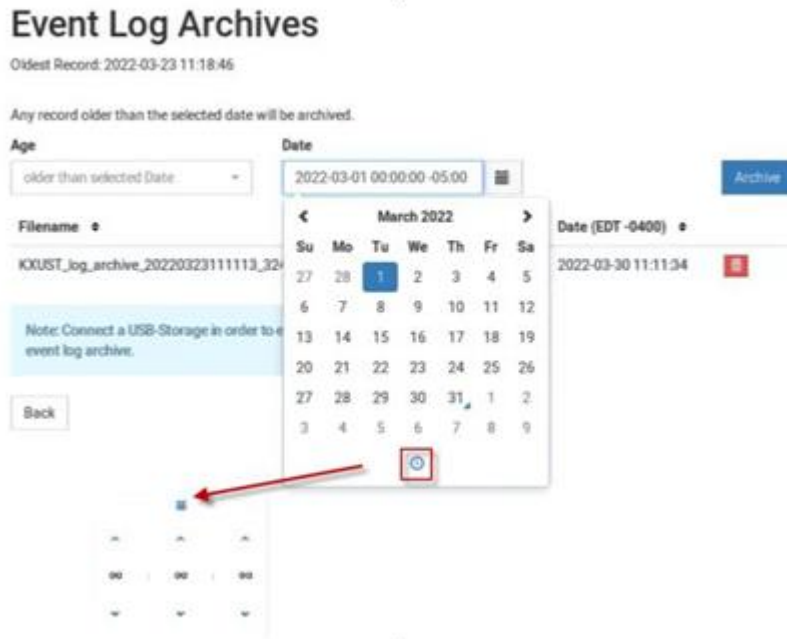 Event Log Archives
Oldest Record: 2022-03-23 11:18:46
Any record older than the selected date will be archived.
Age
Date
older than selected Date
2022-03-01 00:00:00 -05:00
Archive
Filename
Date (EDT -0400)
KXUST_log_archive_20220323111113_324
2022-03-30 11:11:34
March 2022
Su Mo Tu We Th Fr Sa
27 28 1 2 3 4 5
6 7 8 9 10 11 12
13 14 15 16 17 18 19
20 21 22 23 24 25 26
27 28 29 30 31 1 2
3 4 5 6 7 8 9
Note: Connect a USB-Storage in order to e
event log archive.
Back
00 : 00 : 00